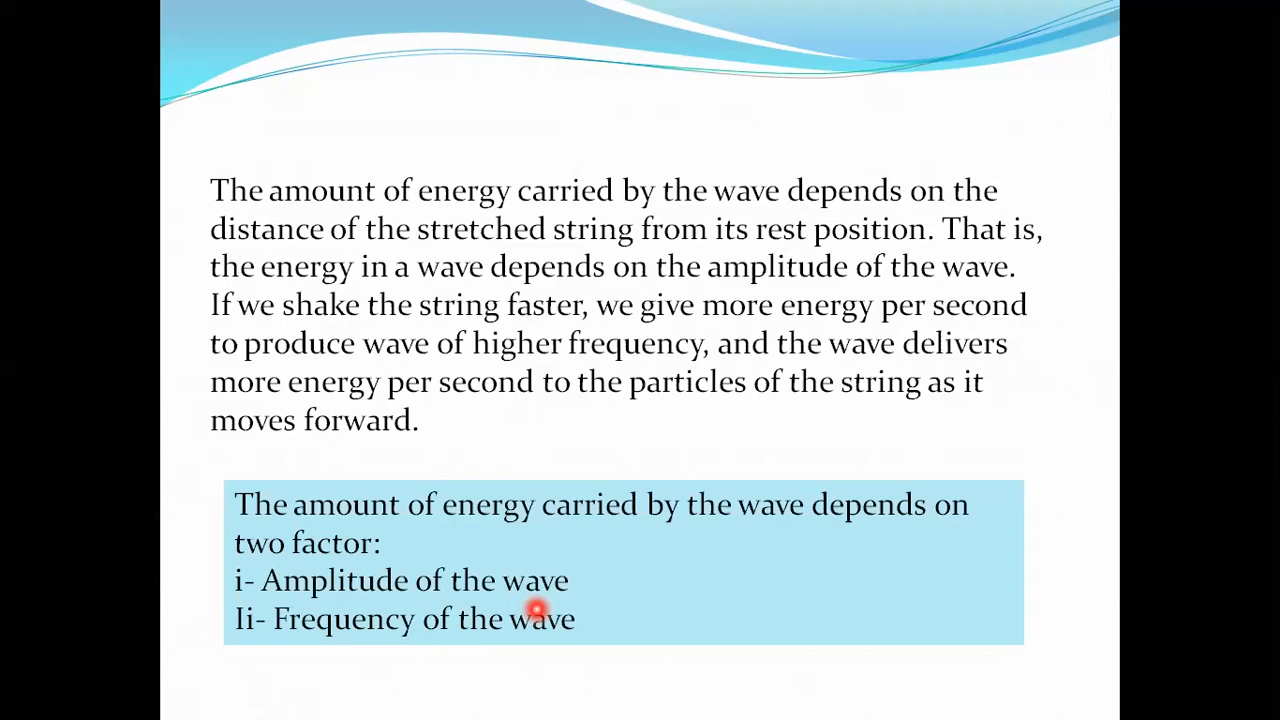 The amount of energy carried by the wave depends on the
distance of the stretched string from its rest position. That is,
the energy in a wave depends on the amplitude of the wave.
If we shake the string faster, we give more energy per second
to produce wave of higher frequency, and the wave delivers
more energy per second to the particles of the string as it
moves forward.
The amount of energy carried by the wave depends on
two factor:
i- Amplitude of the wave
Ii- Frequency of the wave